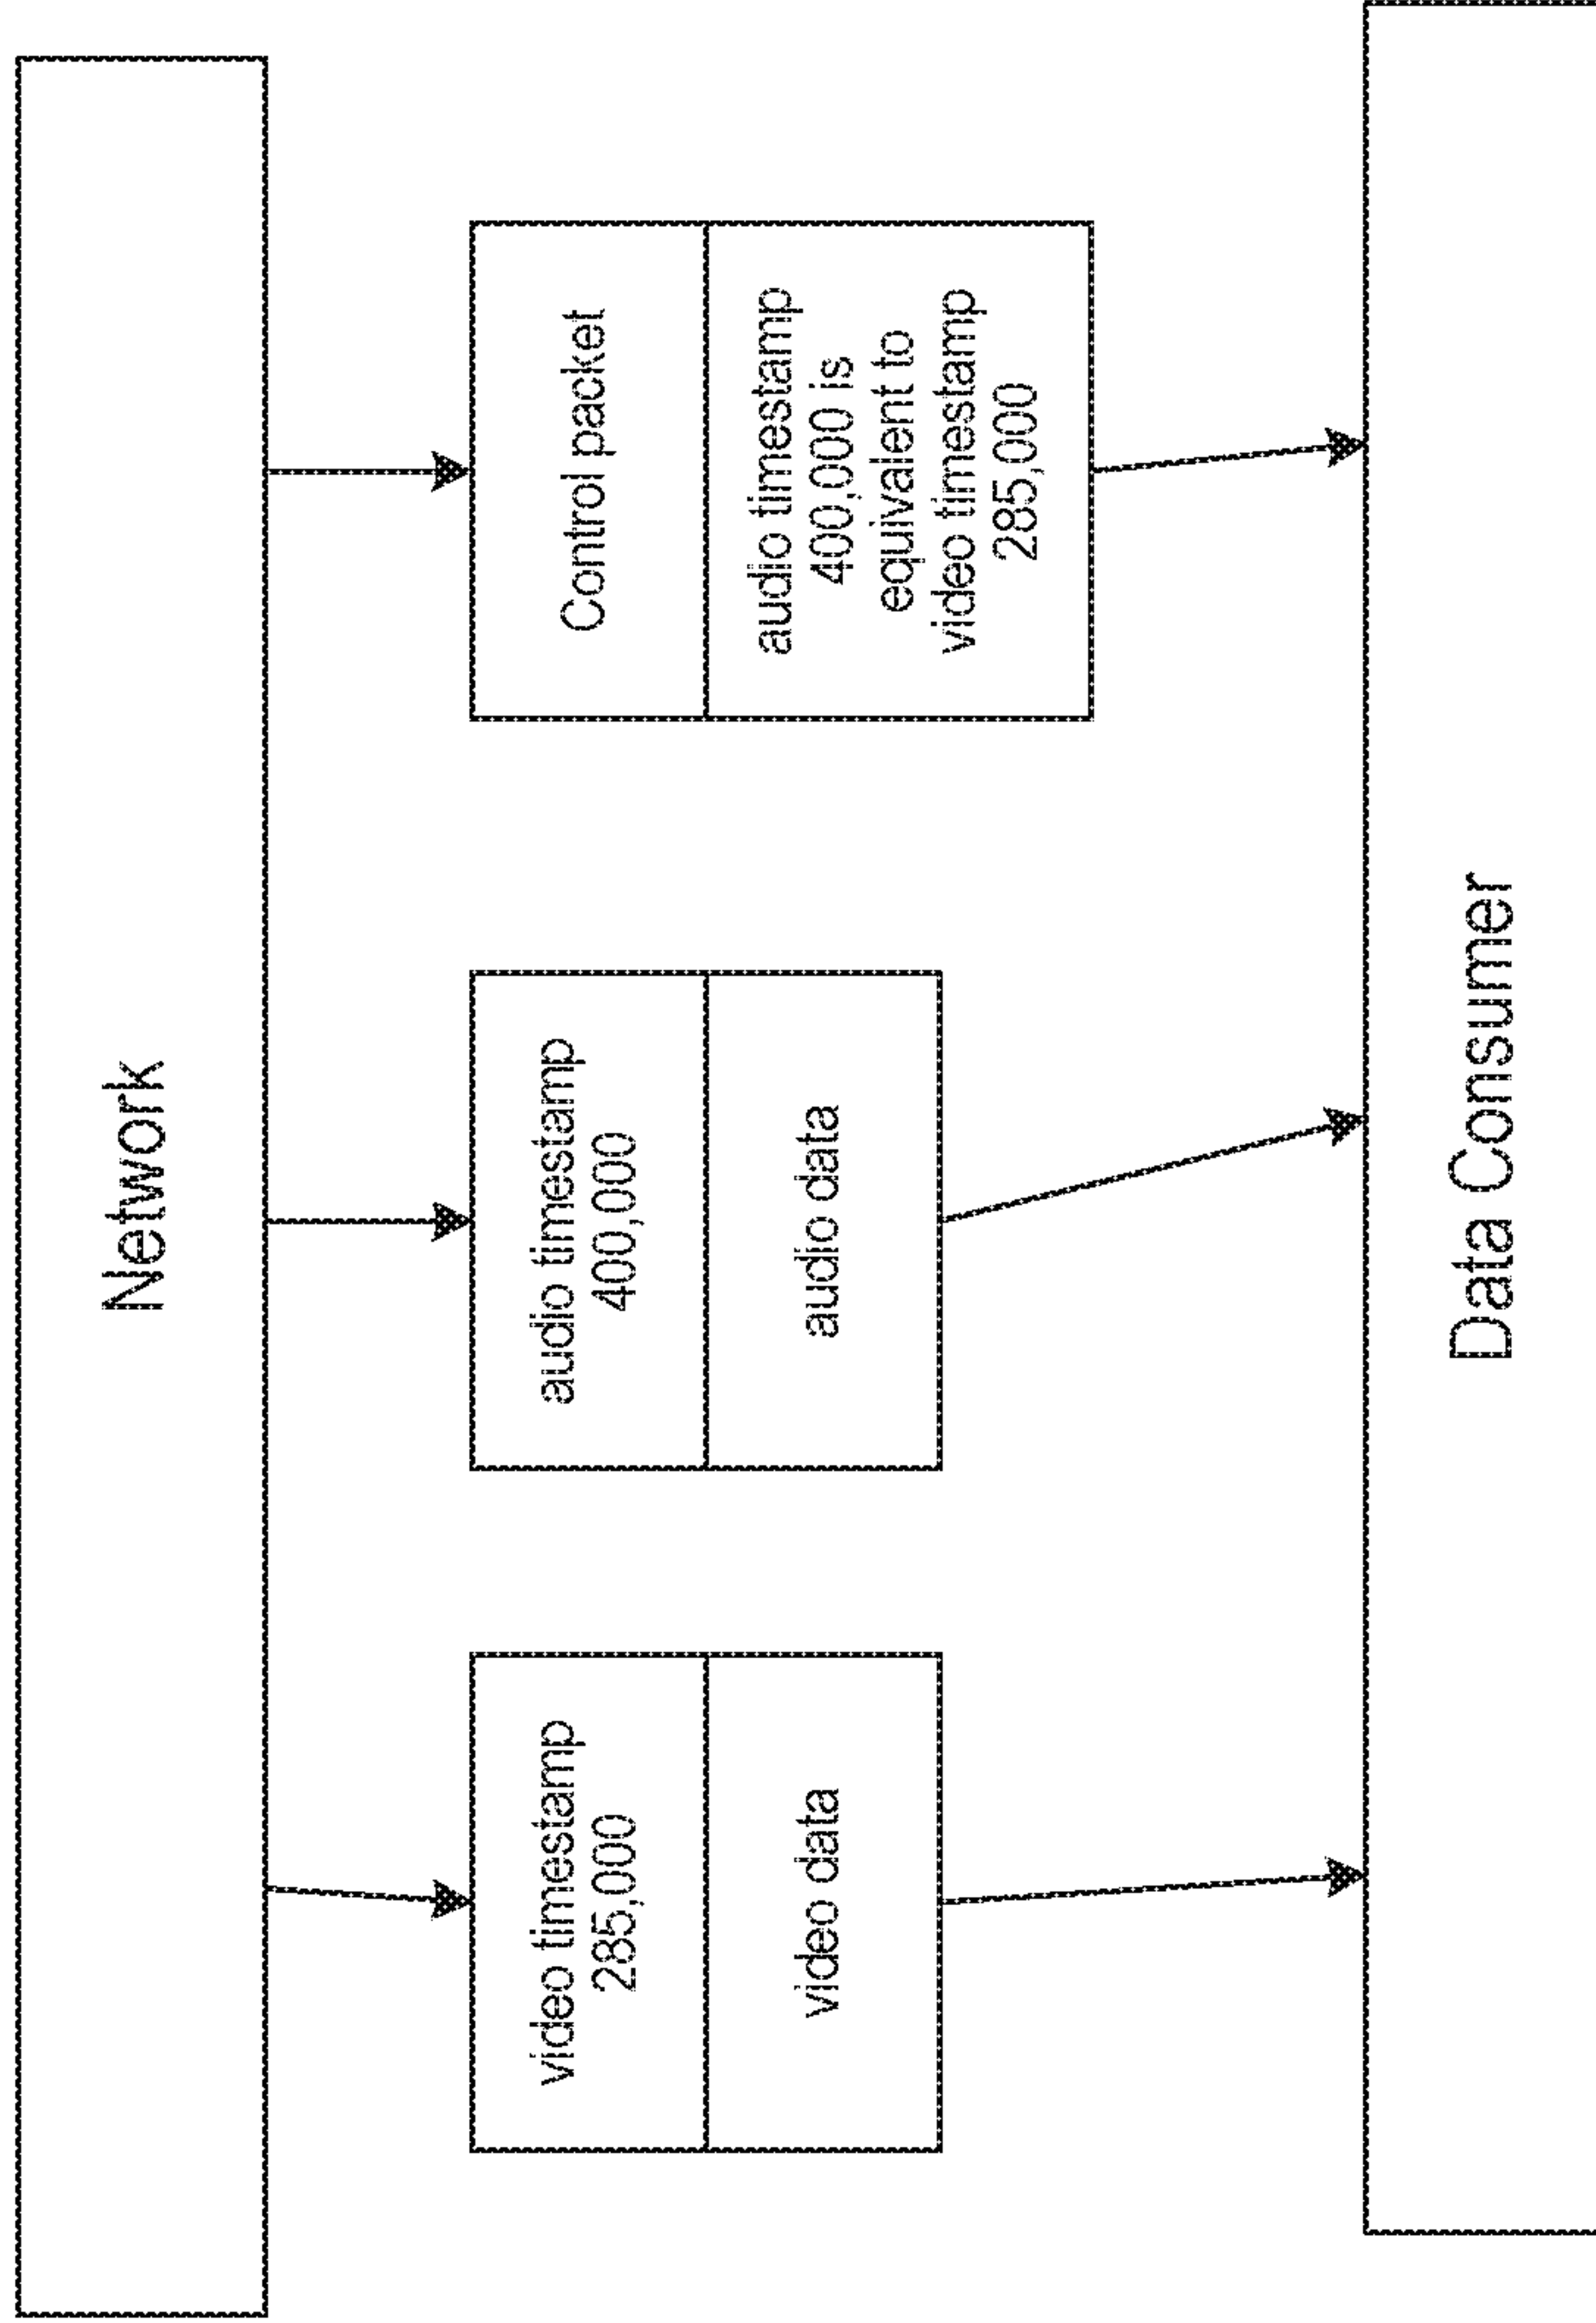 Network
video timestamp
285,000
video data
audio timestamp
400,000
audio data
Control packet
audio timestamp
400,000 is
equivalent to
video timestamp
285,000
Data Consumer